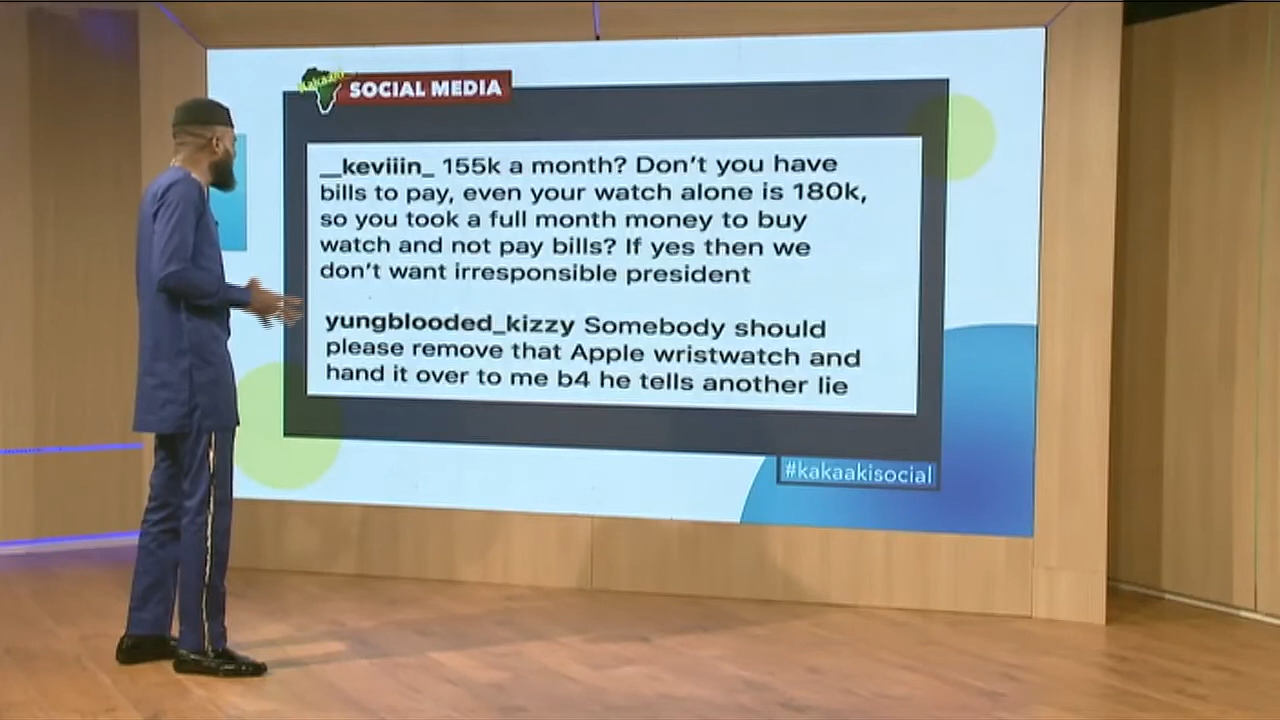 Kakaaki
SOCIAL MEDIA
__keviiin_ 155k a month? Don't you have
bills to pay, even your watch alone is 180k,
so you took a full month money to buy
watch and not pay bills? If yes then we
don't want irresponsible president
yungblooded_kizzy Somebody should
please remove that Apple wristwatch and
hand it over to me b4 he tells another lie
#kakaakisocial